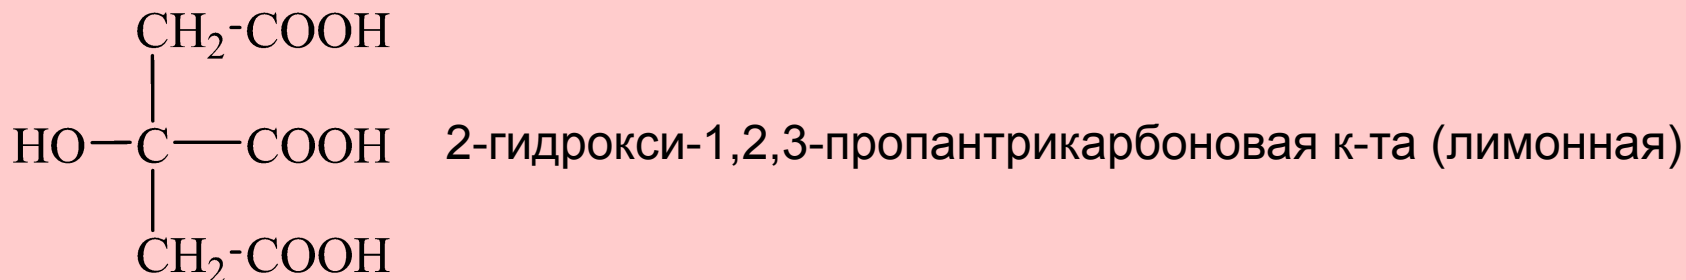 CH₂-COOH
HO—C—COOH 2-гидрокси-1,2,3-пропантрикарбоновая к-та (лимонная)
CH₂-COOH